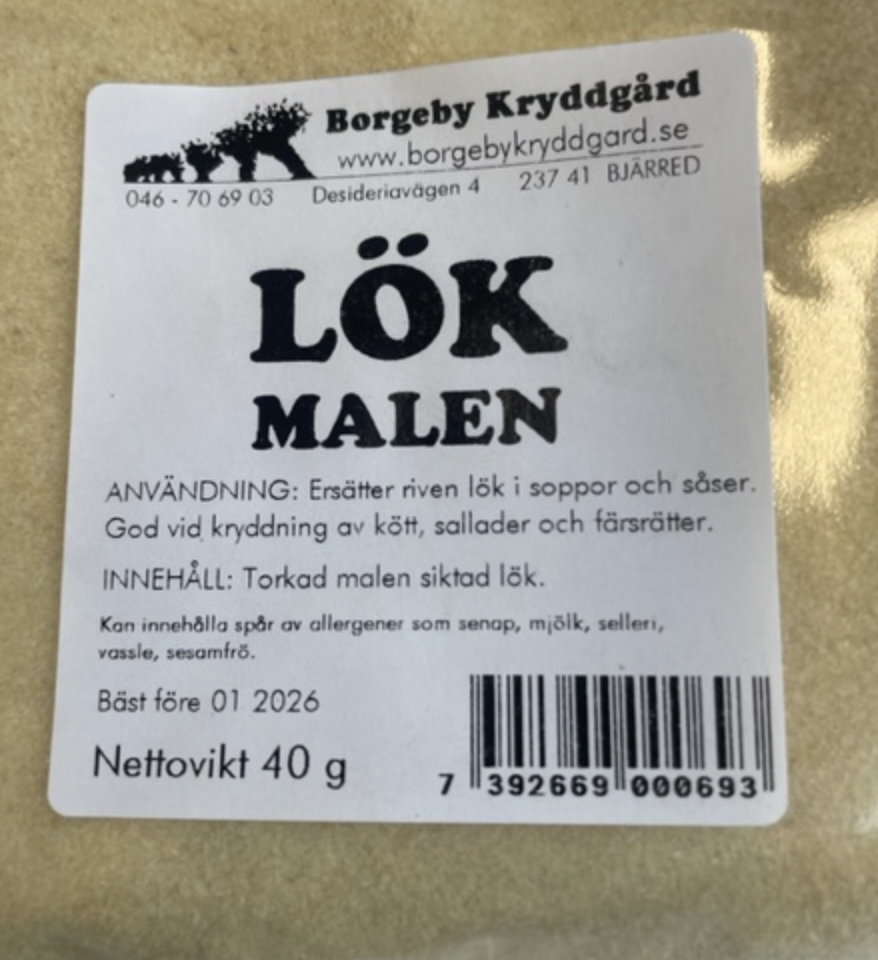 Borgeby Kryddgård
www.borgebykryddgard.se
046 - 70 69 03 Desideriavägen 4 237 41 BJÄRRED
LÖK
MALEN
ANVÄNDNING: Ersätter riven lök i soppor och såser.
God vid kryddning av kött, sallader och färsrätter.
INNEHÅLL: Torkad malen siktad lök.
Kan innehålla spår av allergener som senap, mjölk, selleri,
vassle, sesamfrö.
Bäst före 01 2026
Nettovikt 40 g
7 392669 000693